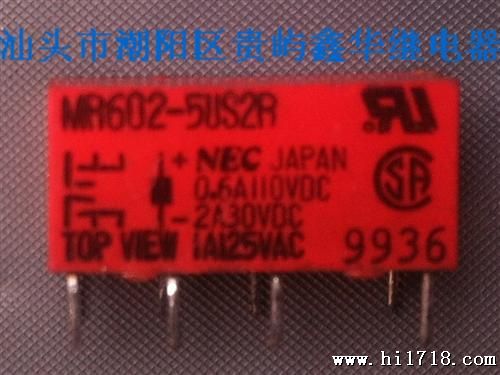 汕头市潮阳区贵屿鑫华继电器
MR602-5US2R
+ NEC JAPAN
0.6A110VDC
- 2A30VDC
TOP VIEW 1A125VAC
9936
www.hi1718.com